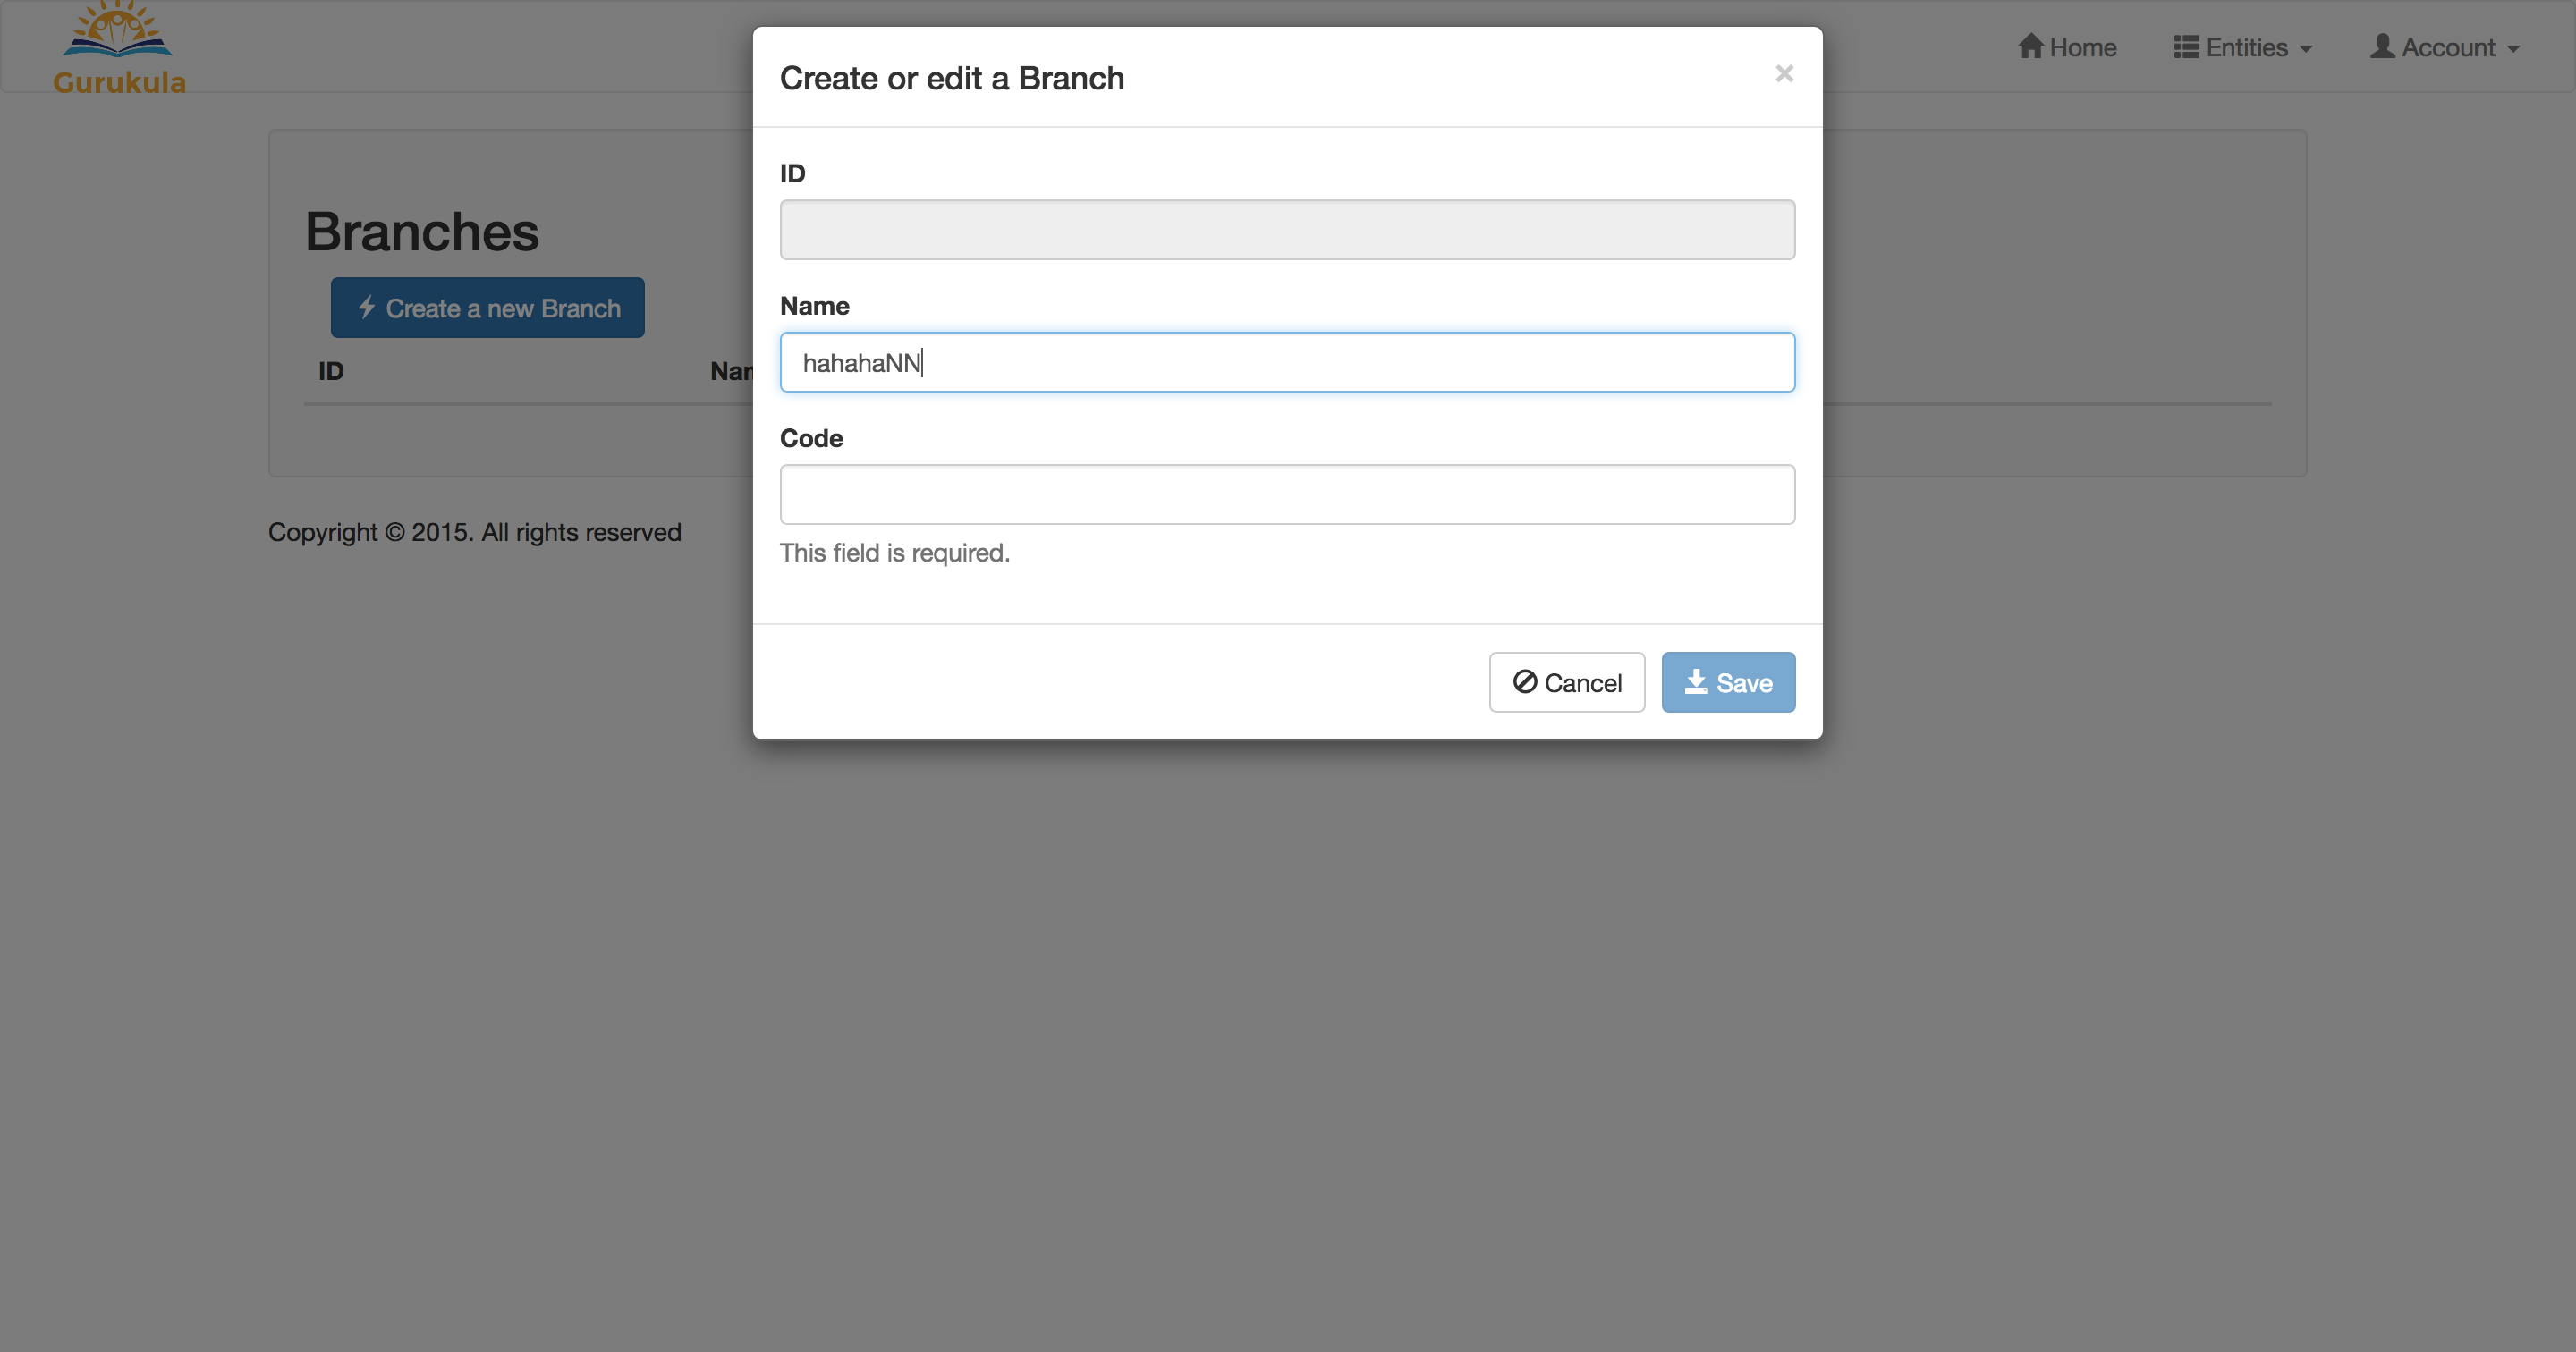 Gurukula
Home Entities Account
Create or edit a Branch ×
ID
Name
hahahaNN
Code
This field is required.
Cancel Save
Branches
Create a new Branch
ID
Copyright © 2015. All rights reserved